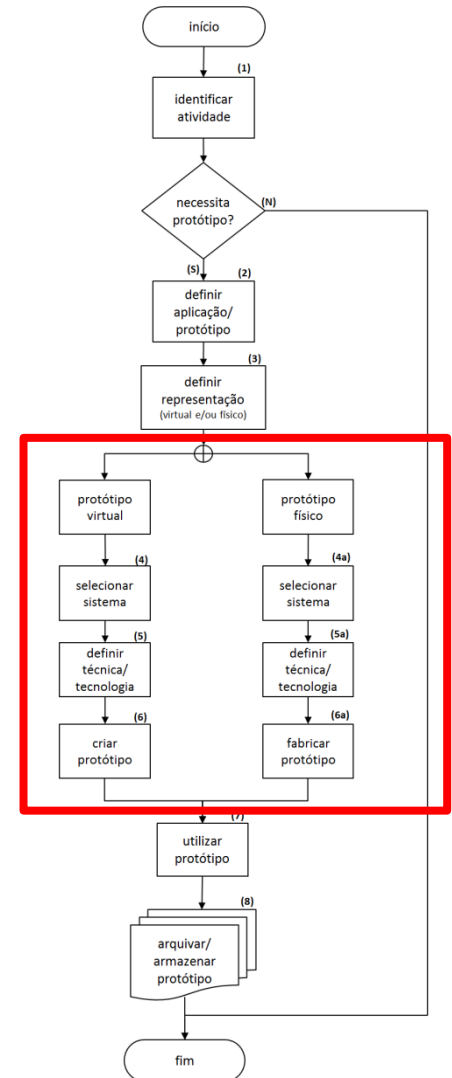 início
(1)
identificar
atividade
necessita
protótipo?
(N)
(S)
(2)
definir
aplicação/
protótipo
(3)
definir
representação
(virtual e/ou físico)
protótipo
virtual
protótipo
físico
(4)
selecionar
sistema
(4a)
selecionar
sistema
(5)
definir
técnica/
tecnologia
(5a)
definir
técnica/
tecnologia
(6)
criar
protótipo
(6a)
fabricar
protótipo
(7)
utilizar
protótipo
(8)
arquivar/
armazenar
protótipo
fim